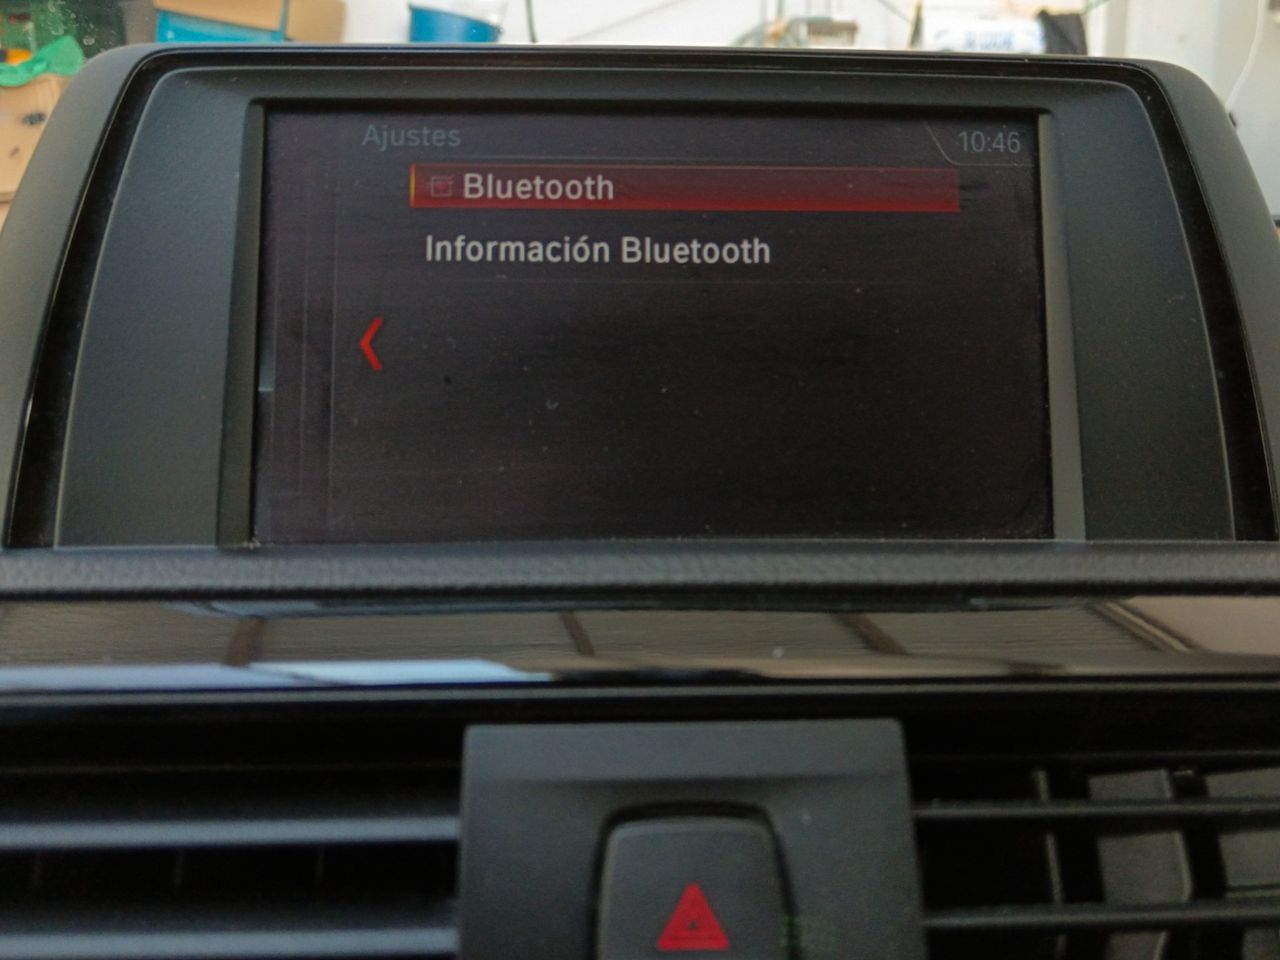 Ajustes
10:46
Bluetooth
Información Bluetooth